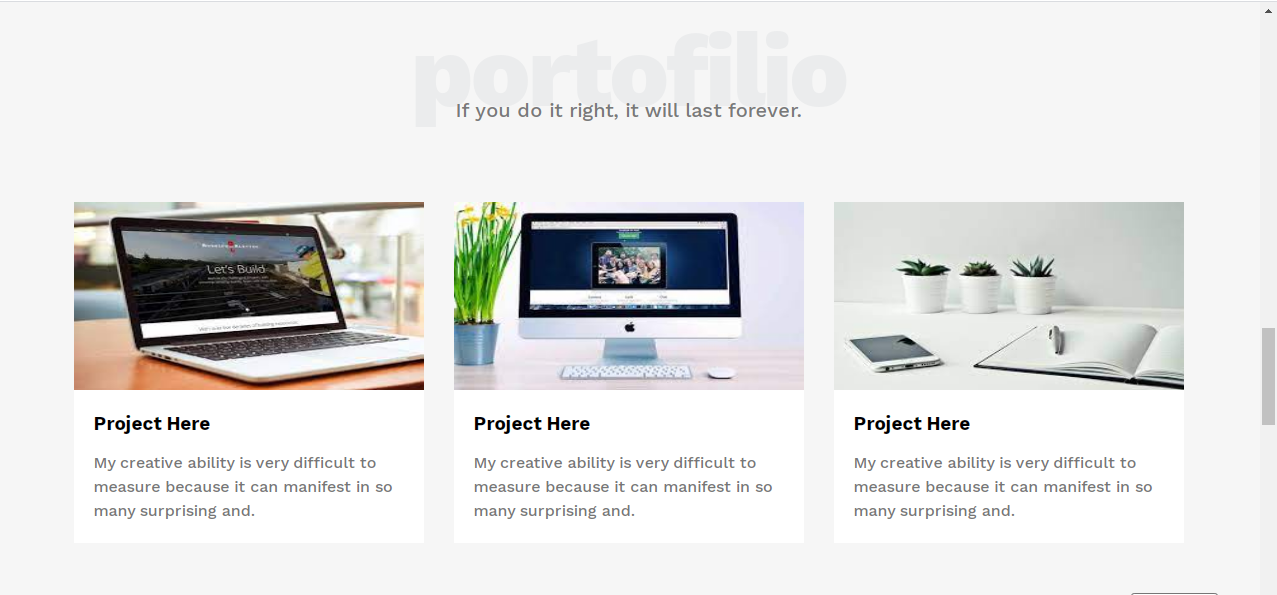 portofilio
If you do it right, it will last forever.
Let's Build
Project Here
My creative ability is very difficult to
measure because it can manifest in so
many surprising and.
Project Here
My creative ability is very difficult to
measure because it can manifest in so
many surprising and.
Project Here
My creative ability is very difficult to
measure because it can manifest in so
many surprising and.